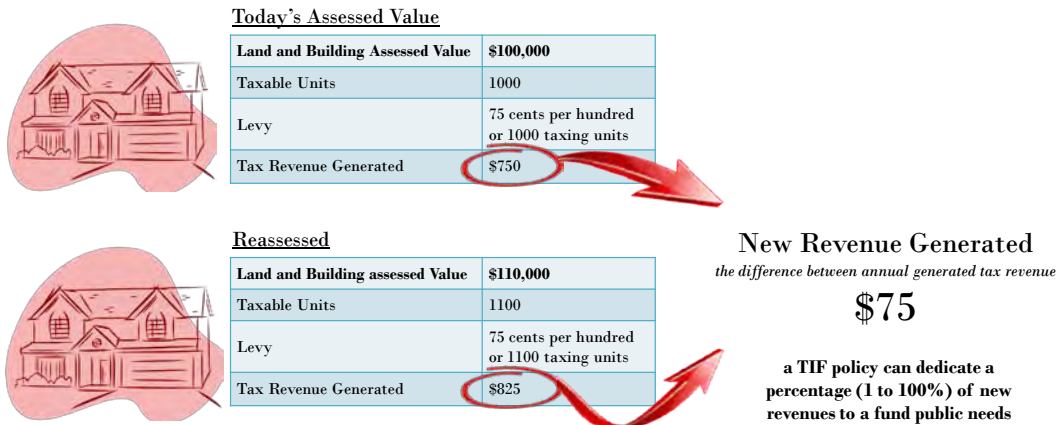 Today's Assessed Value
Land and Building Assessed Value $100,000
Taxable Units 1000
Levy 75 cents per hundred
or 1000 taxing units
Tax Revenue Generated $750
Reassessed
Land and Building assessed Value $110,000
Taxable Units 1100
Levy 75 cents per hundred
or 1100 taxing units
Tax Revenue Generated $825
New Revenue Generated
the difference between annual generated tax revenue
$75
a TIF policy can dedicate a
percentage (1 to 100%) of new
revenues to a fund public needs